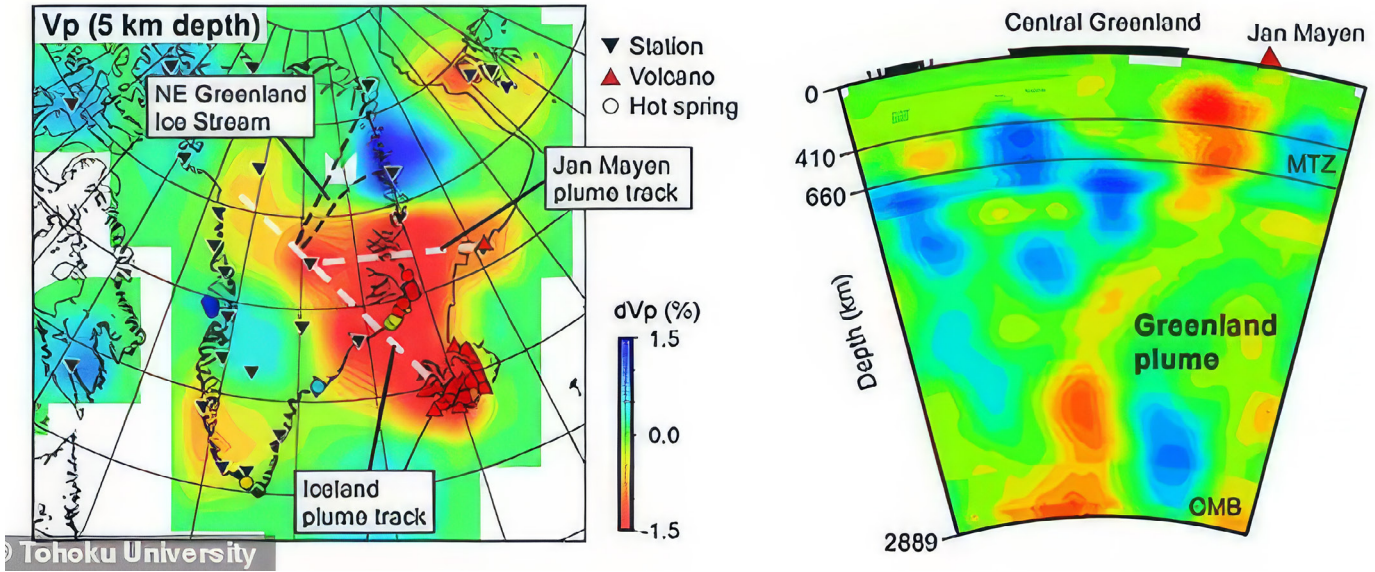 Vp (5 km depth)
NE Greenland
Ice Stream
Station
Volcano
Hot spring
Jan Mayen
plume track
dVp (%)
1.5
0.0
-1.5
Iceland
plume track
© Tohoku University
Central Greenland
Jan Mayen
0
410
660
MTZ
Depth (km)
Greenland
plume
CMB
2889